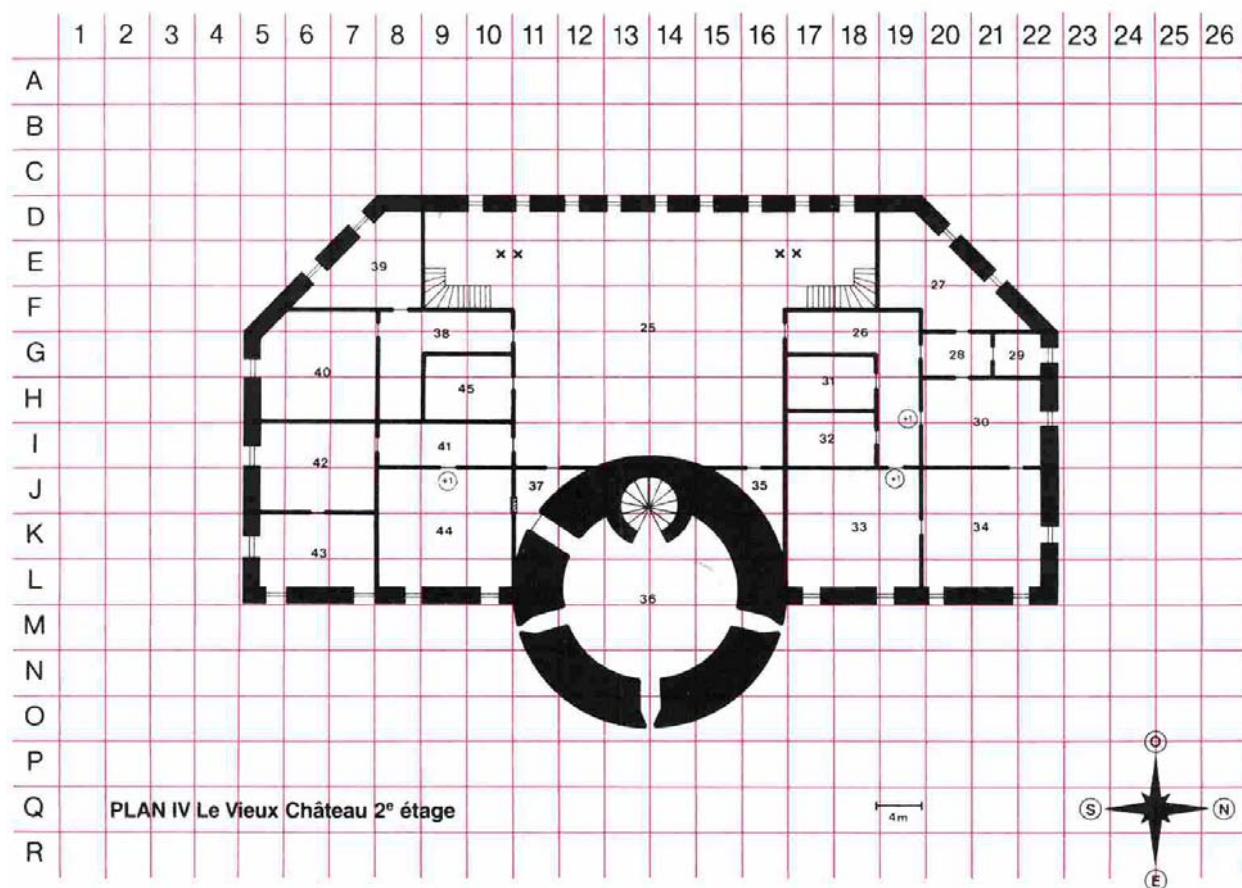 1 2 3 4 5 6 7 8 9 10 11 12 13 14 15 16 17 18 19 20 21 22 23 24 25 26
A
B
C
D
E
39
27
F
38
25
26
G
28
29
40
31
H
45
+1
30
I
41
32
42
J
+1
37
35
+1
K
44
33
34
43
L
36
M
N
O
P
O
Q
PLAN IV Le Vieux Château 2e étage
4m
S
N
R
E